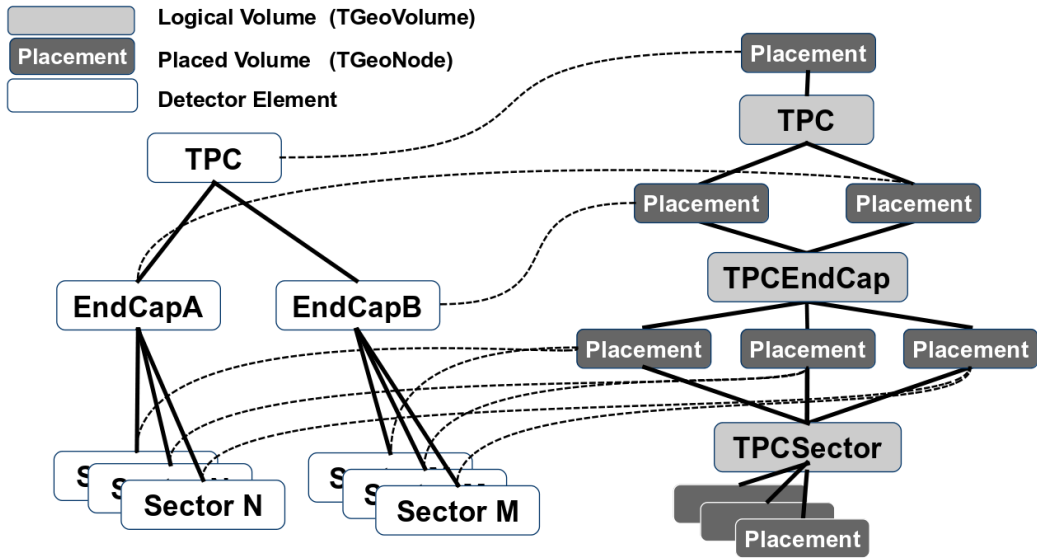 Logical Volume (TGeoVolume)
Placement Placed Volume (TGeoNode)
Detector Element
Placement
TPC
TPC
Placement Placement
TPCEndCap
EndCapA EndCapB
Placement Placement Placement
TPCSector
Sector N Sector M
Placement